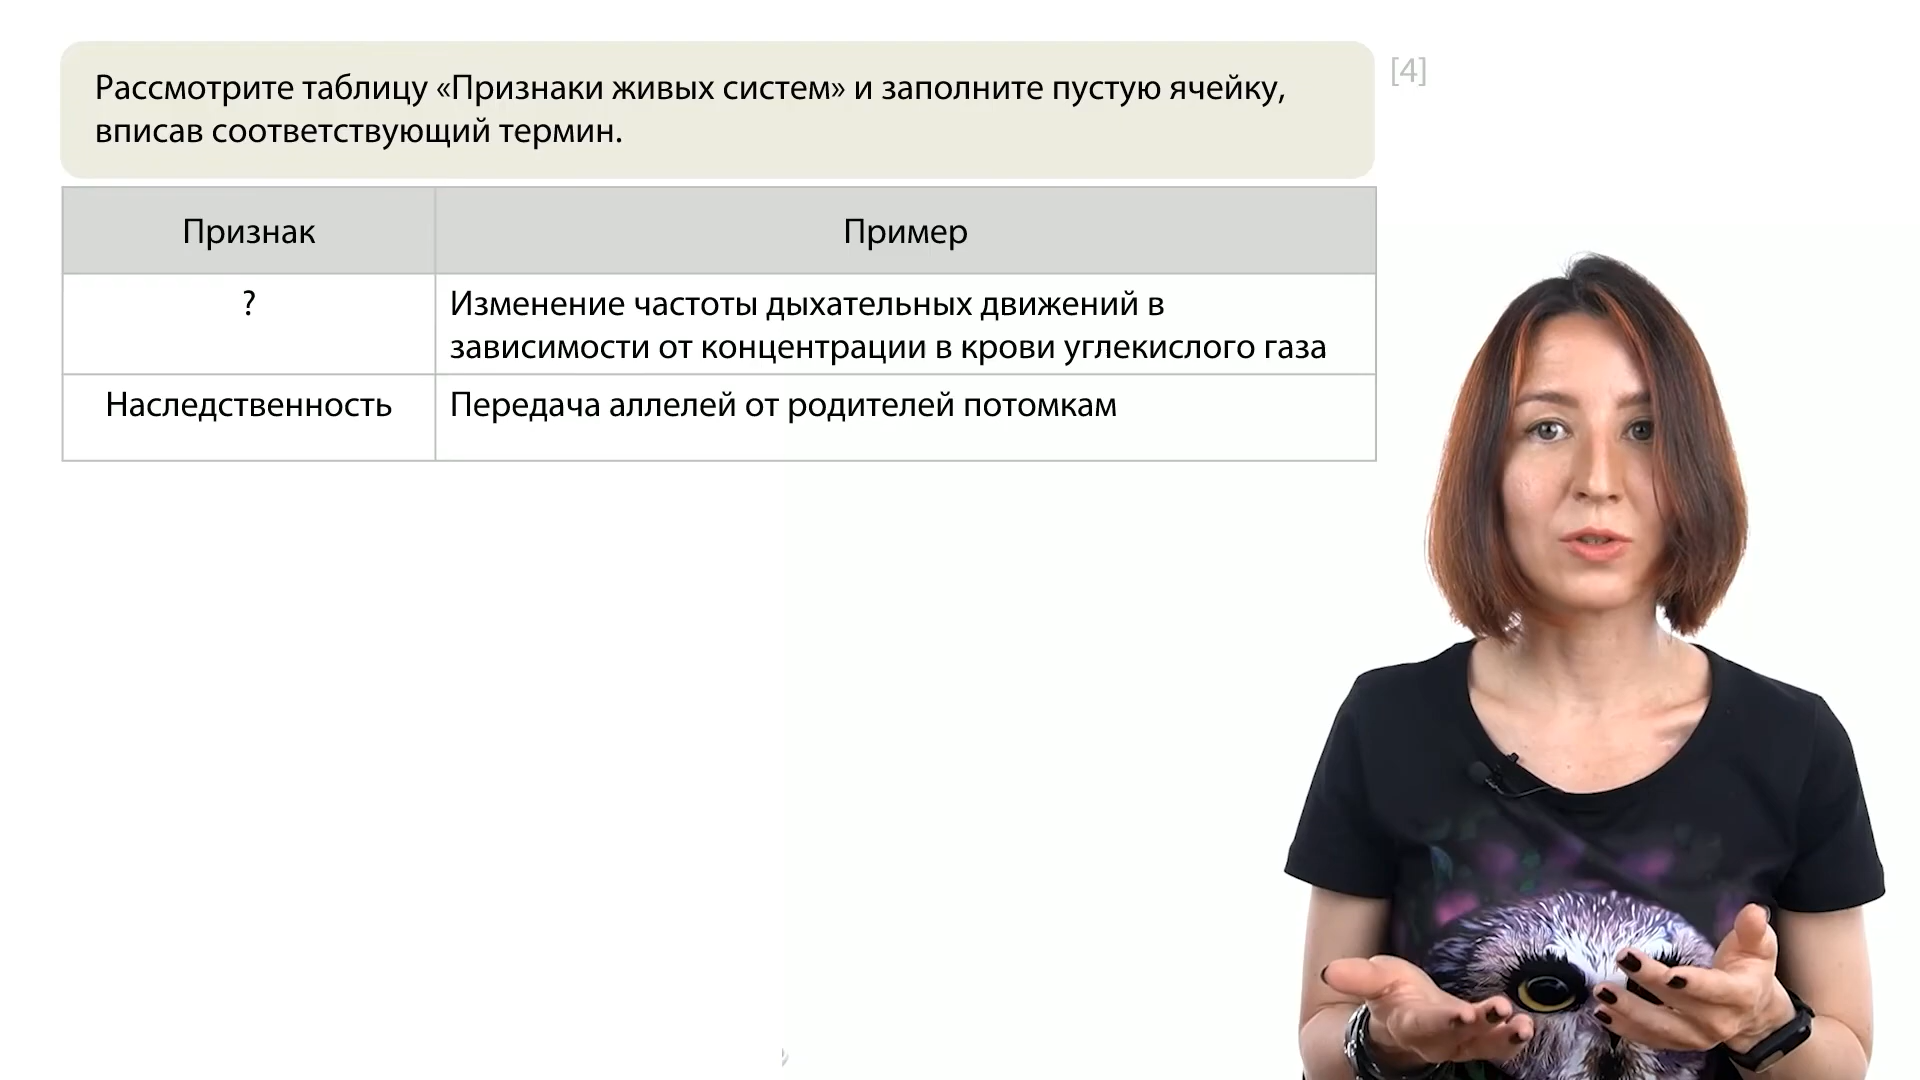 Рассмотрите таблицу «Признаки живых систем» и заполните пустую ячейку,
вписав соответствующий термин.
[4]
Признак
Пример
?
Изменение частоты дыхательных движений в
зависимости от концентрации в крови углекислого газа
Наследственность
Передача аллелей от родителей потомкам